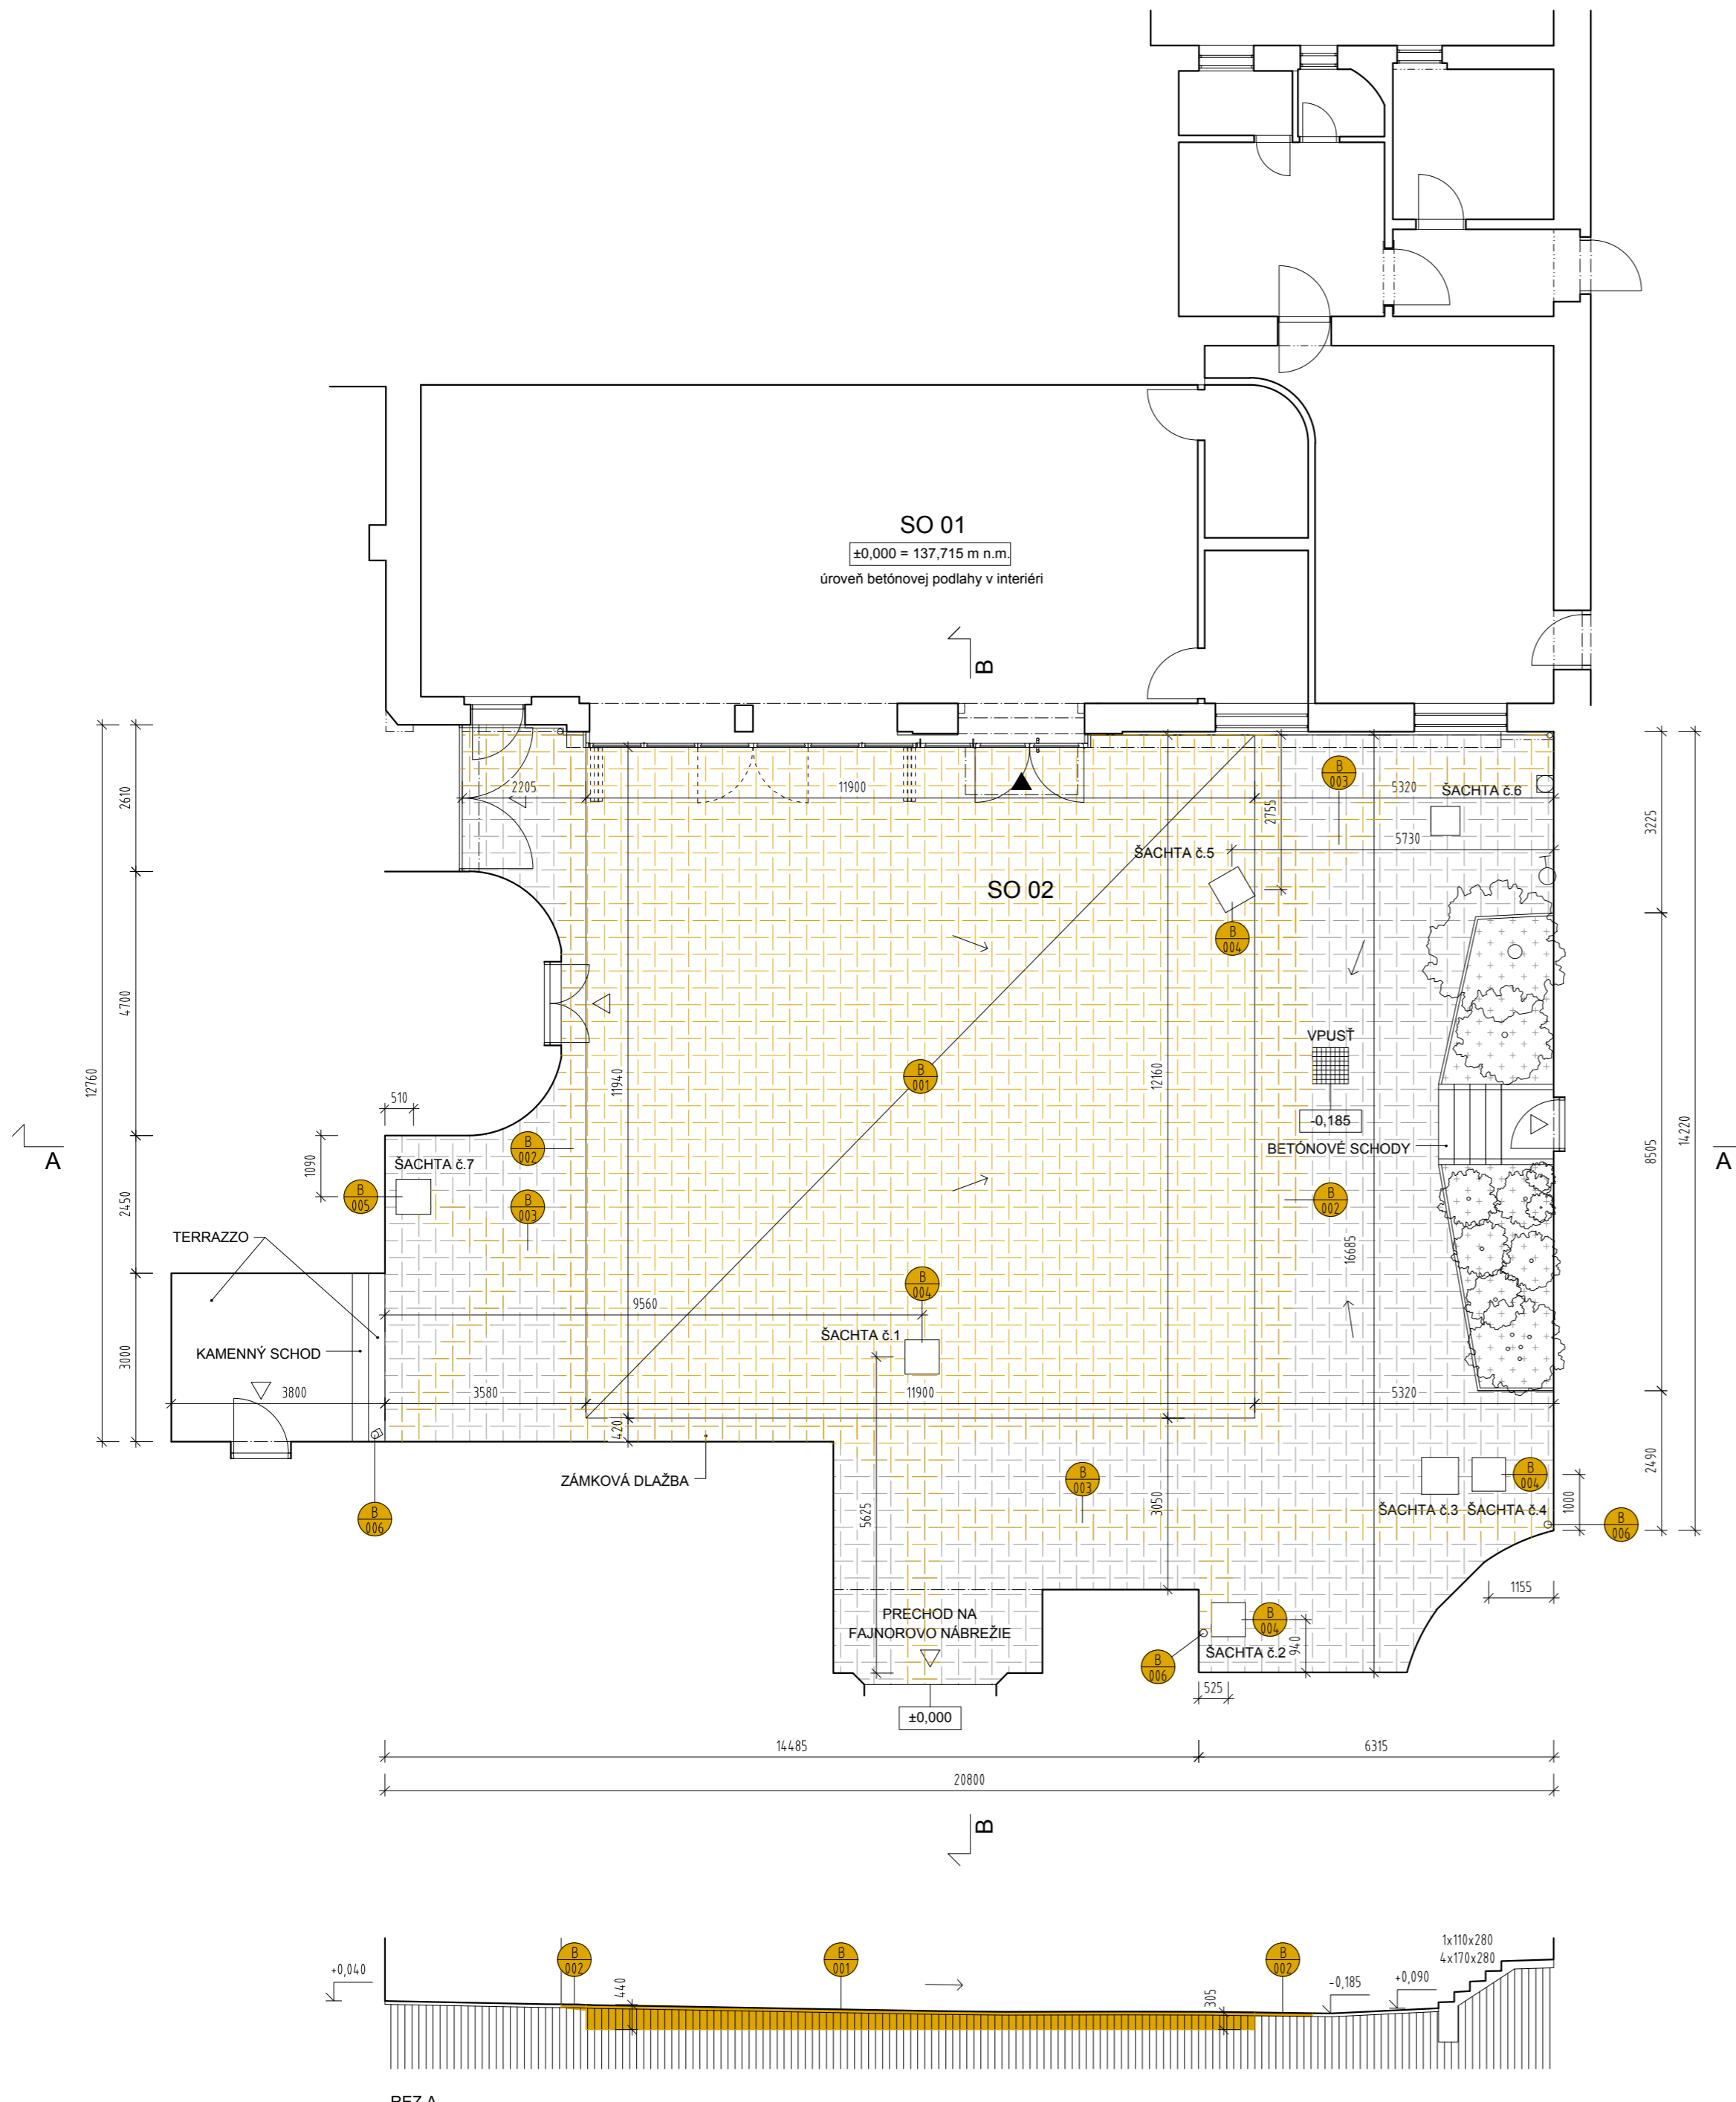 SO 01
±0,000 = 137,715 m n.m.
úroveň betónovej podlahy v interiéri
B
2205
11900
5320
B
003
ŠACHTA č.6
2755
5730
ŠACHTA č.5
SO 02
B
004
2610
4700
12760
2450
3000
3225
8505
14220
2490
11940
12160
B
001
VPUSŤ
-0,185
BETÓNOVÉ SCHODY
510
1090
A
A
ŠACHTA č.7
B
002
B
005
B
003
B
002
16685
TERRAZZO
9560
B
004
ŠACHTA č.1
KAMENNÝ SCHOD
3800
3580
11900
5320
420
ZÁMKOVÁ DLAŽBA
B
006
5625
B
003
3050
B
004
ŠACHTA č.3
ŠACHTA č.4
1000
B
006
1155
PRECHOD NA
FAJNOROVO NÁBREŽIE
B
004
940
ŠACHTA č.2
B
006
525
±0,000
14485
6315
20800
B
+0,040
B
002
440
B
001
305
B
002
-0,185
+0,090
1x110x280
4x170x280
REZ A